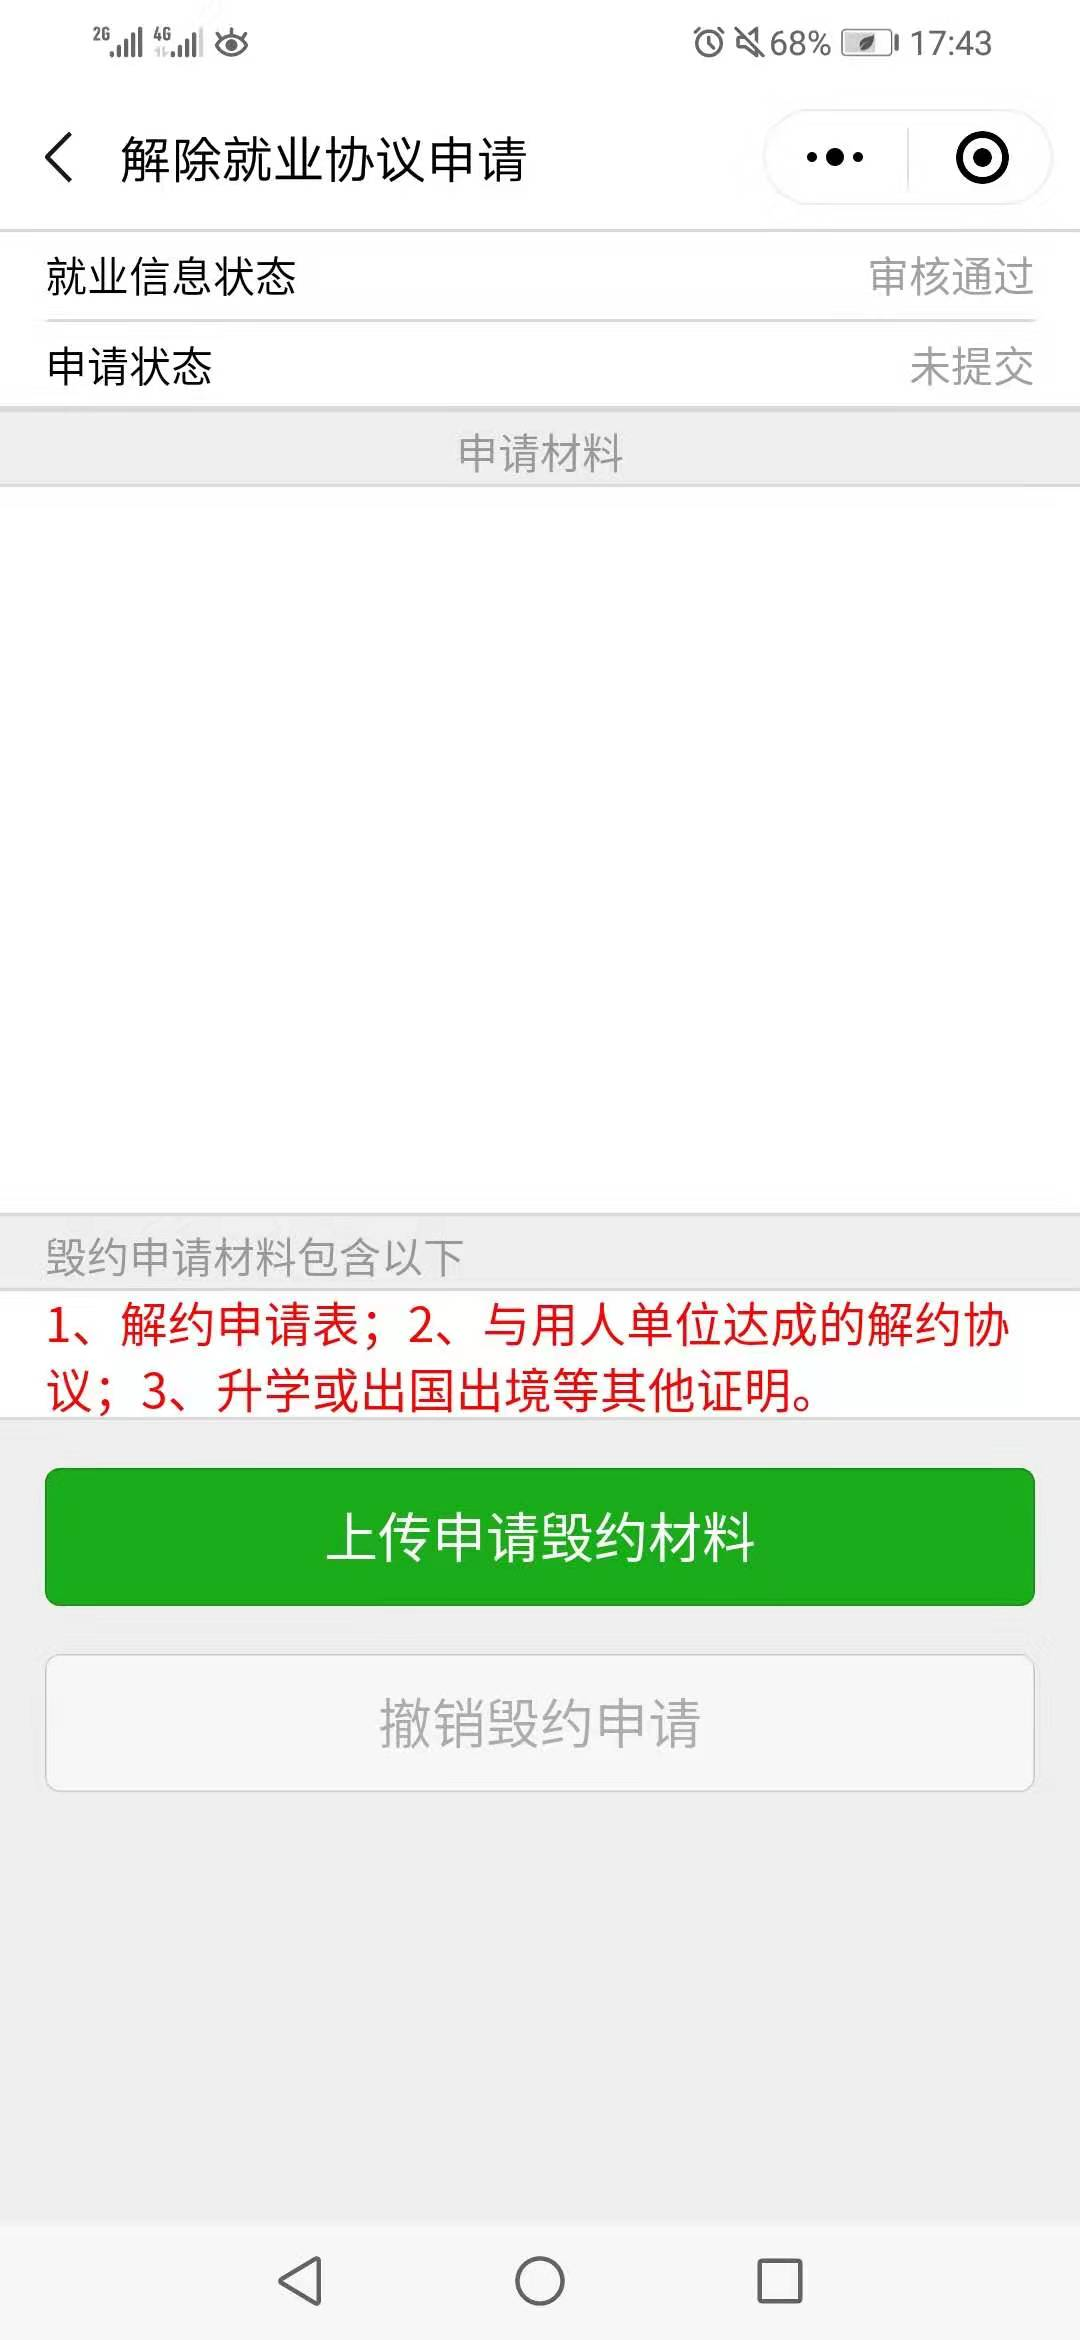 2G 4G 68% 17:43
解除就业协议申请
就业信息状态 审核通过
申请状态 未提交
申请材料
毁约申请材料包含以下
1、解约申请表；2、与用人单位达成的解约协
议；3、升学或出国出境等其他证明。
上传申请毁约材料
撤销毁约申请